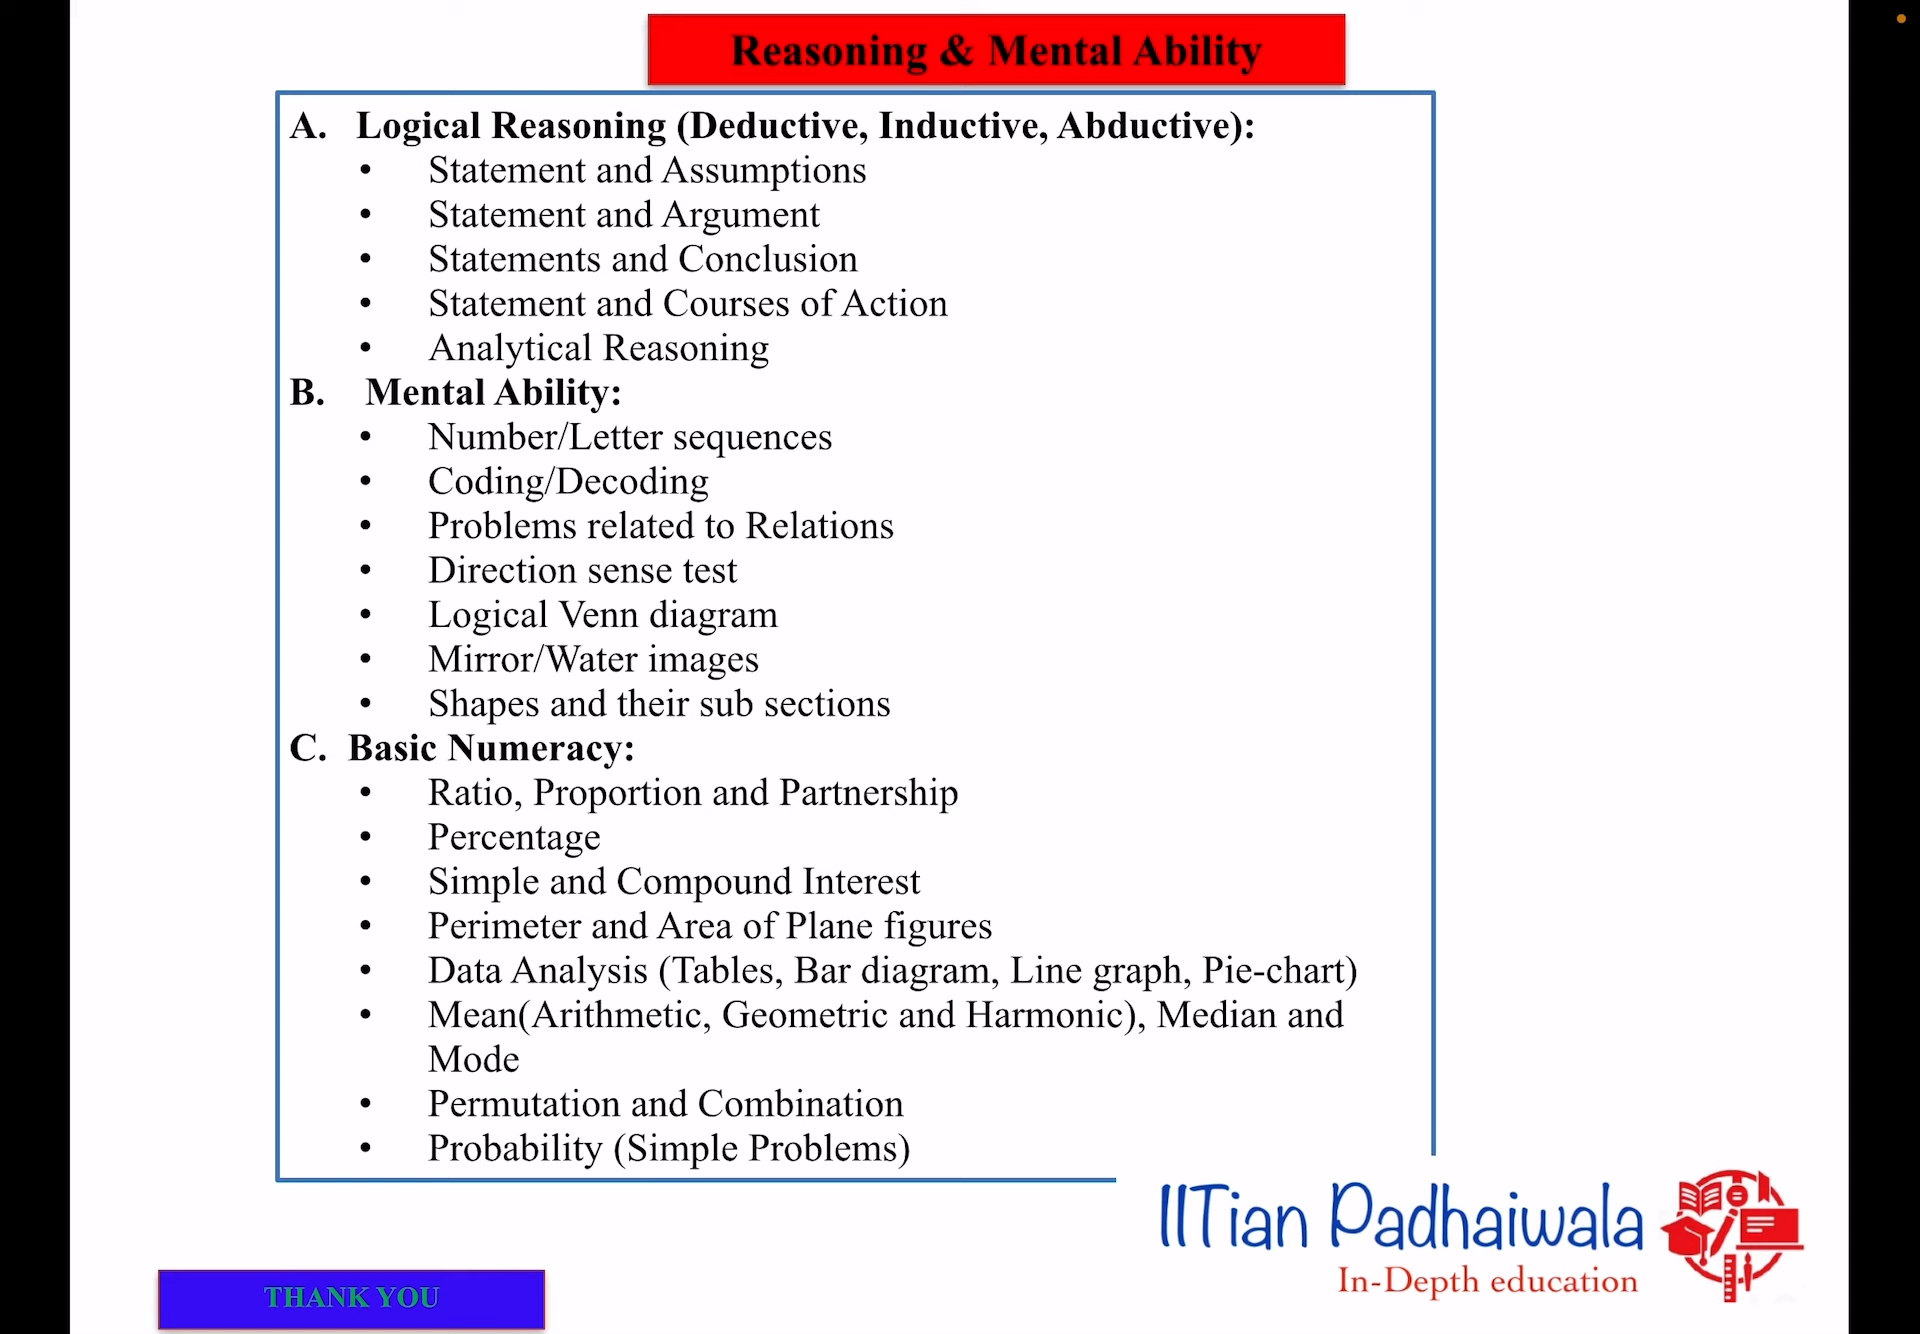 Reasoning & Mental Ability
A. Logical Reasoning (Deductive, Inductive, Abductive):
• Statement and Assumptions
• Statement and Argument
• Statements and Conclusion
• Statement and Courses of Action
• Analytical Reasoning
B. Mental Ability:
• Number/Letter sequences
• Coding/Decoding
• Problems related to Relations
• Direction sense test
• Logical Venn diagram
• Mirror/Water images
• Shapes and their sub sections
C. Basic Numeracy:
• Ratio, Proportion and Partnership
• Percentage
• Simple and Compound Interest
• Perimeter and Area of Plane figures
• Data Analysis (Tables, Bar diagram, Line graph, Pie-chart)
• Mean(Arithmetic, Geometric and Harmonic), Median and
Mode
• Permutation and Combination
• Probability (Simple Problems)
IITian Padhaiwala
In-Depth education
THANK YOU